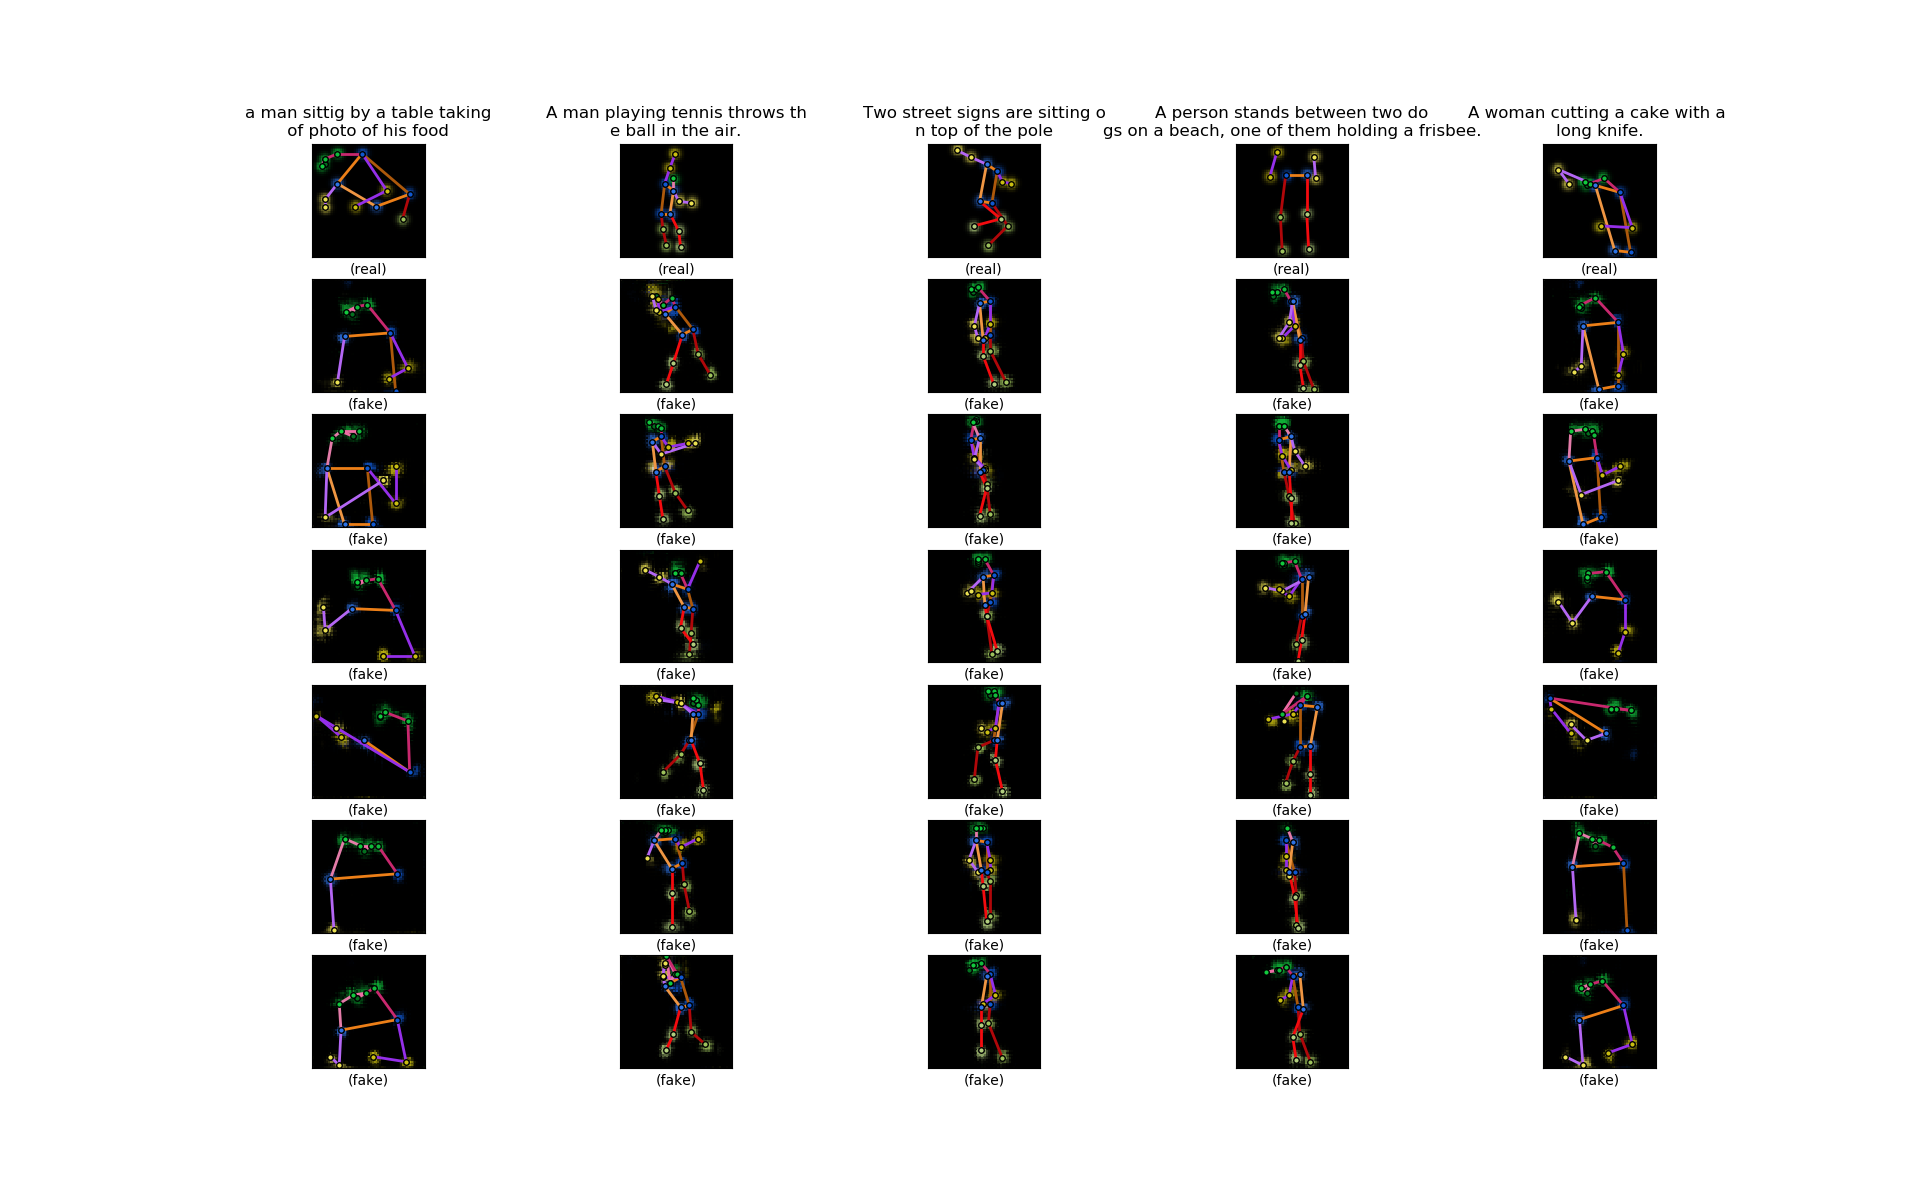 a man sittig by a table taking
of photo of his food
A man playing tennis throws th
e ball in the air.
Two street signs are sitting o
n top of the pole
A person stands between two do
gs on a beach, one of them holding a frisbee.
A woman cutting a cake with a
long knife.
(real) (real) (real) (real) (real)
(fake) (fake) (fake) (fake) (fake)
(fake) (fake) (fake) (fake) (fake)
(fake) (fake) (fake) (fake) (fake)
(fake) (fake) (fake) (fake) (fake)
(fake) (fake) (fake) (fake) (fake)
(fake) (fake) (fake) (fake) (fake)